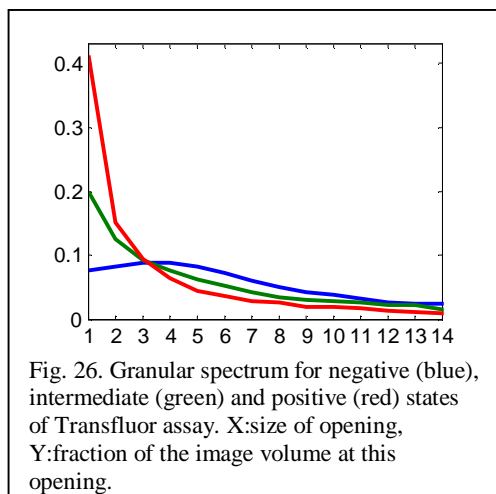 0.4
0.3
0.2
0.1
0
1 2 3 4 5 6 7 8 9 10 11 12 13 14
Fig. 26. Granular spectrum for negative (blue),
intermediate (green) and positive (red) states
of Transfluor assay. X:size of opening,
Y:fraction of the image volume at this
opening.